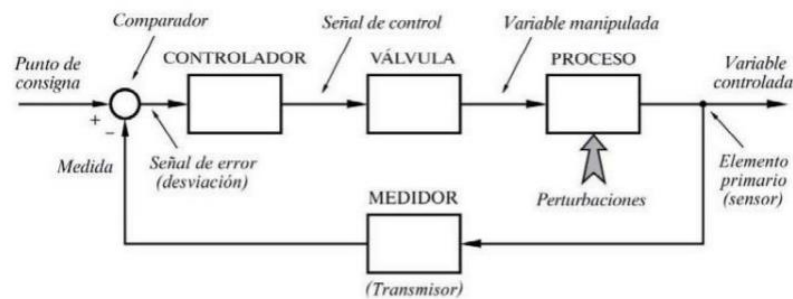 Comparador
Señal de control
Variable manipulada
Punto de
consigna
CONTROLADOR
VÁLVULA
PROCESO
Variable
controlada
+
−
Medida
Señal de error
(desviación)
Perturbaciones
Elemento
primario
(sensor)
MEDIDOR
(Transmisor)